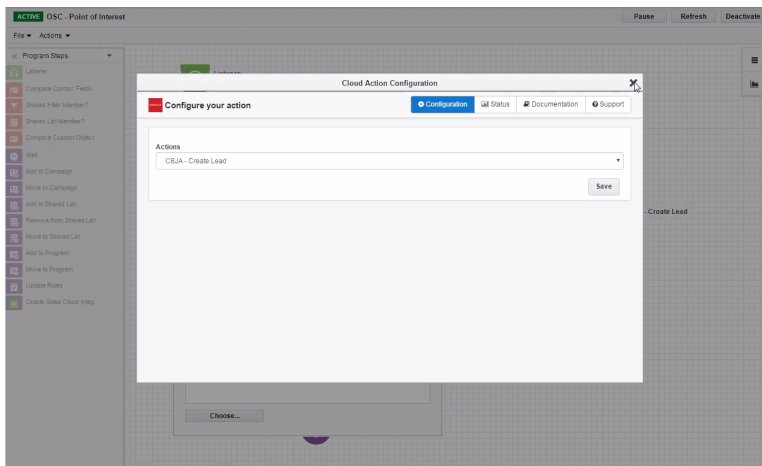 ACTIVE OSC - Point of Interest
Pause Refresh Deactivate
File Actions
Program Steps
Listener
Compare Contact Fields
Shared Filter Member?
Shared List Member?
Compare Custom Object...
Wait
Add to Campaign
Move to Campaign
Add to Shared List
Remove from Shared List
Move to Shared List
Add to Program
Move to Program
Update Rules
Create Sales Cloud Integ...
Listener
Cloud Action Configuration
Configure your action
Configuration Status Documentation Support
Actions
CBJA - Create Lead
Save
- Create Lead
Choose...